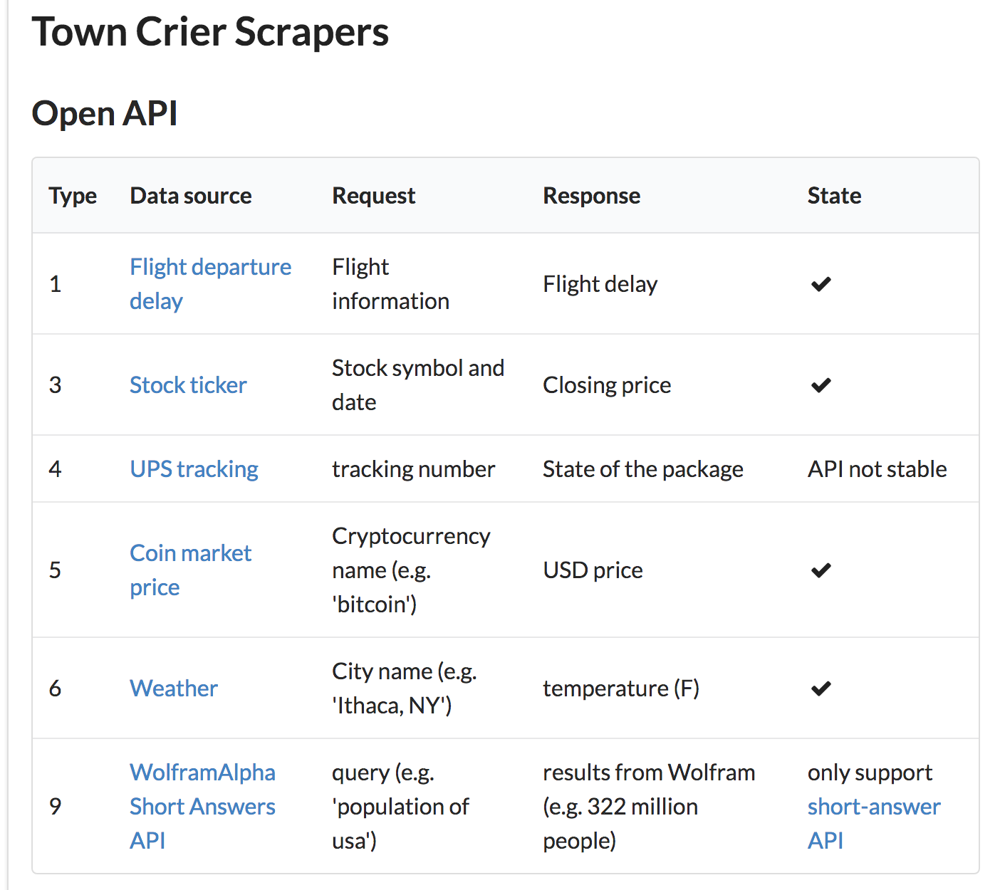 Town Crier Scrapers
Open API
Type Data source Request Response State
1 Flight departure delay Flight information Flight delay ✔
3 Stock ticker Stock symbol and date Closing price ✔
4 UPS tracking tracking number State of the package API not stable
5 Coin market price Cryptocurrency name (e.g. 'bitcoin') USD price ✔
6 Weather City name (e.g. 'Ithaca, NY') temperature (F) ✔
9 WolframAlpha Short Answers API query (e.g. 'population of usa') results from Wolfram (e.g. 322 million people) only support short-answer API